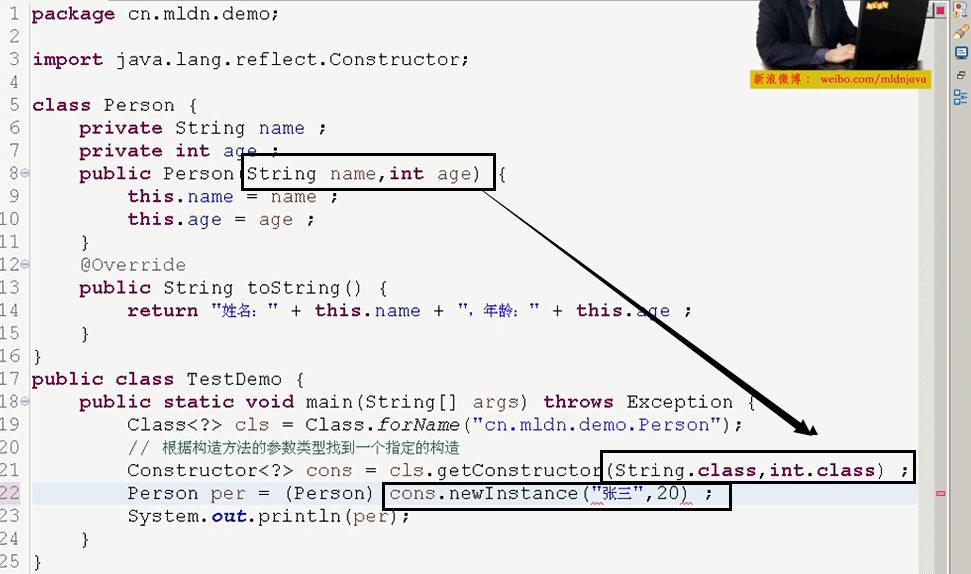 1 package cn.mldn.demo;
2
3 import java.lang.reflect.Constructor;
4
5 class Person {
6 private String name ;
7 private int age ;
8 public Person(String name,int age) {
9 this.name = name ;
10 this.age = age ;
11 }
12 @Override
13 public String toString() {
14 return "姓名：" + this.name + "，年龄：" + this.age ;
15 }
16 }
17 public class TestDemo {
18 public static void main(String[] args) throws Exception {
19 Class<?> cls = Class.forName("cn.mldn.demo.Person");
20 // 根据构造方法的参数类型找到一个指定的构造
21 Constructor<?> cons = cls.getConstructor(String.class,int.class) ;
22 Person per = (Person) cons.newInstance("张三",20) ;
23 System.out.println(per);
24 }
25 }
MLDN
新浪微博： weibo.com/mldnjava